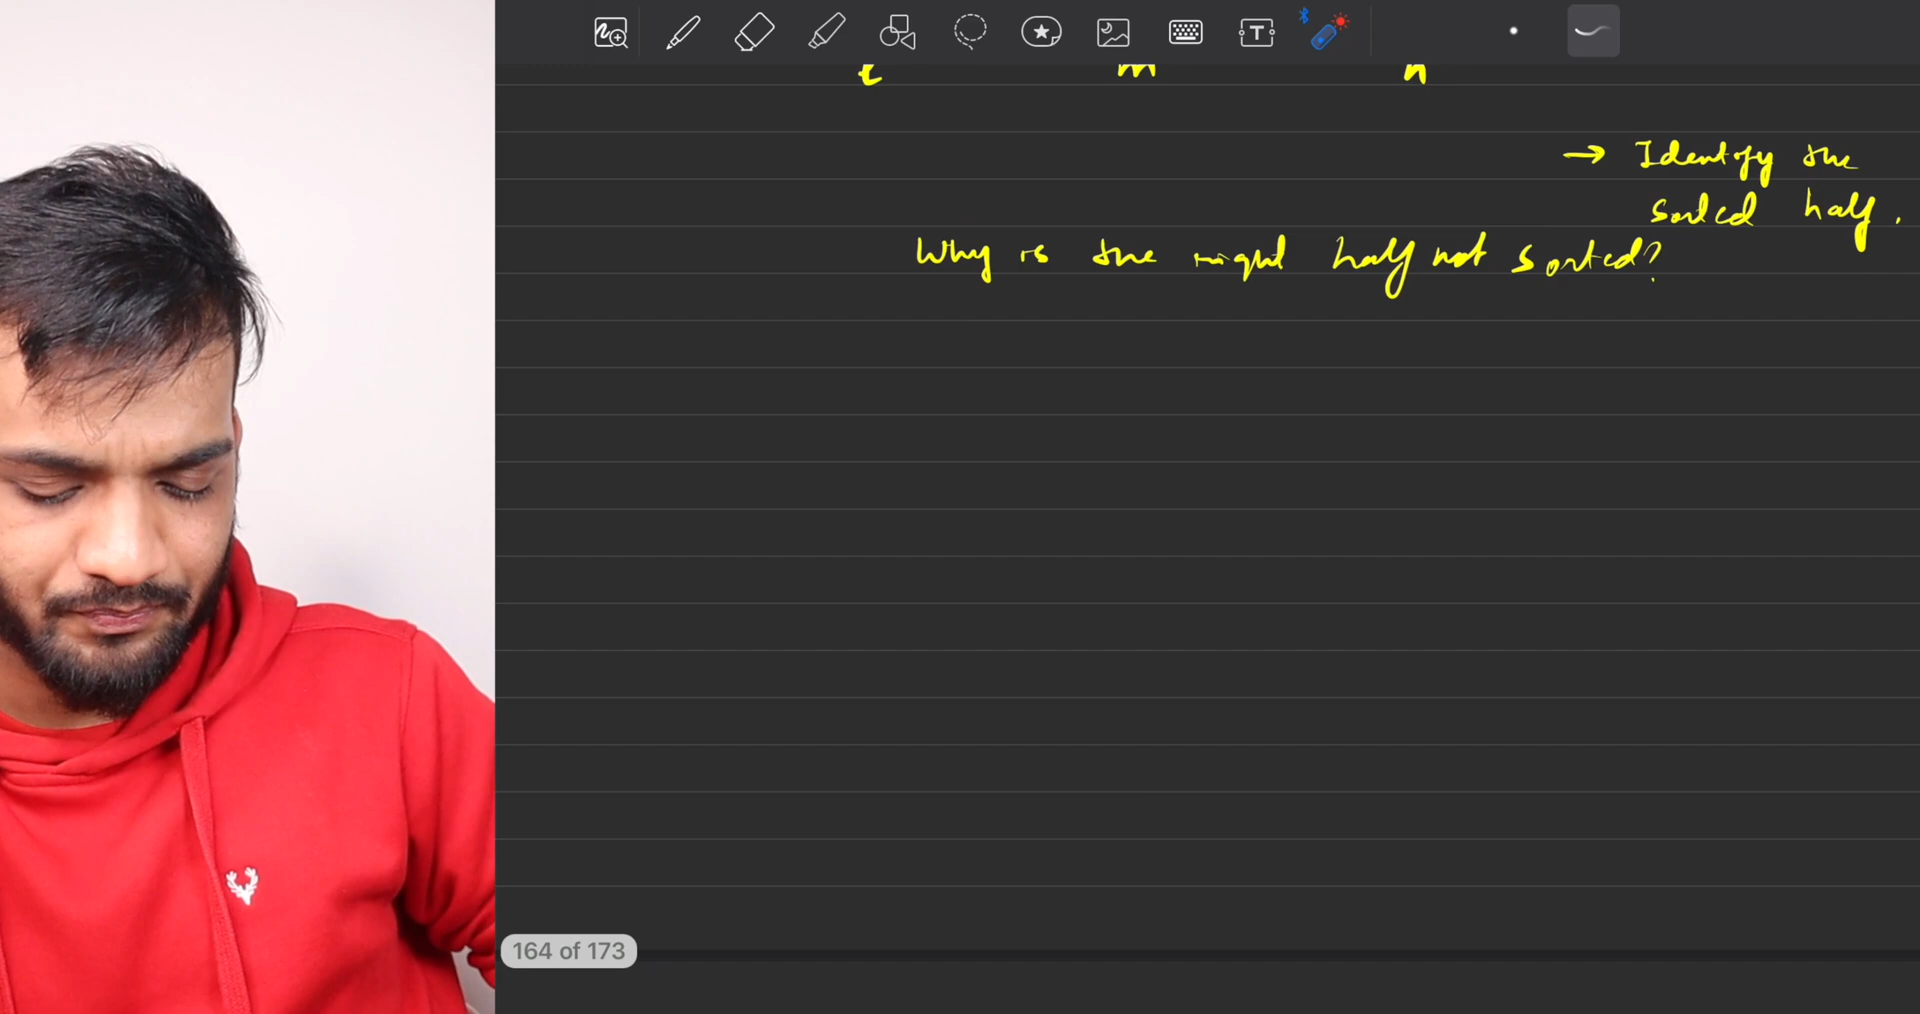 m
→ Identify the
sorted half.
Why is the right half not sorted?
164 of 173